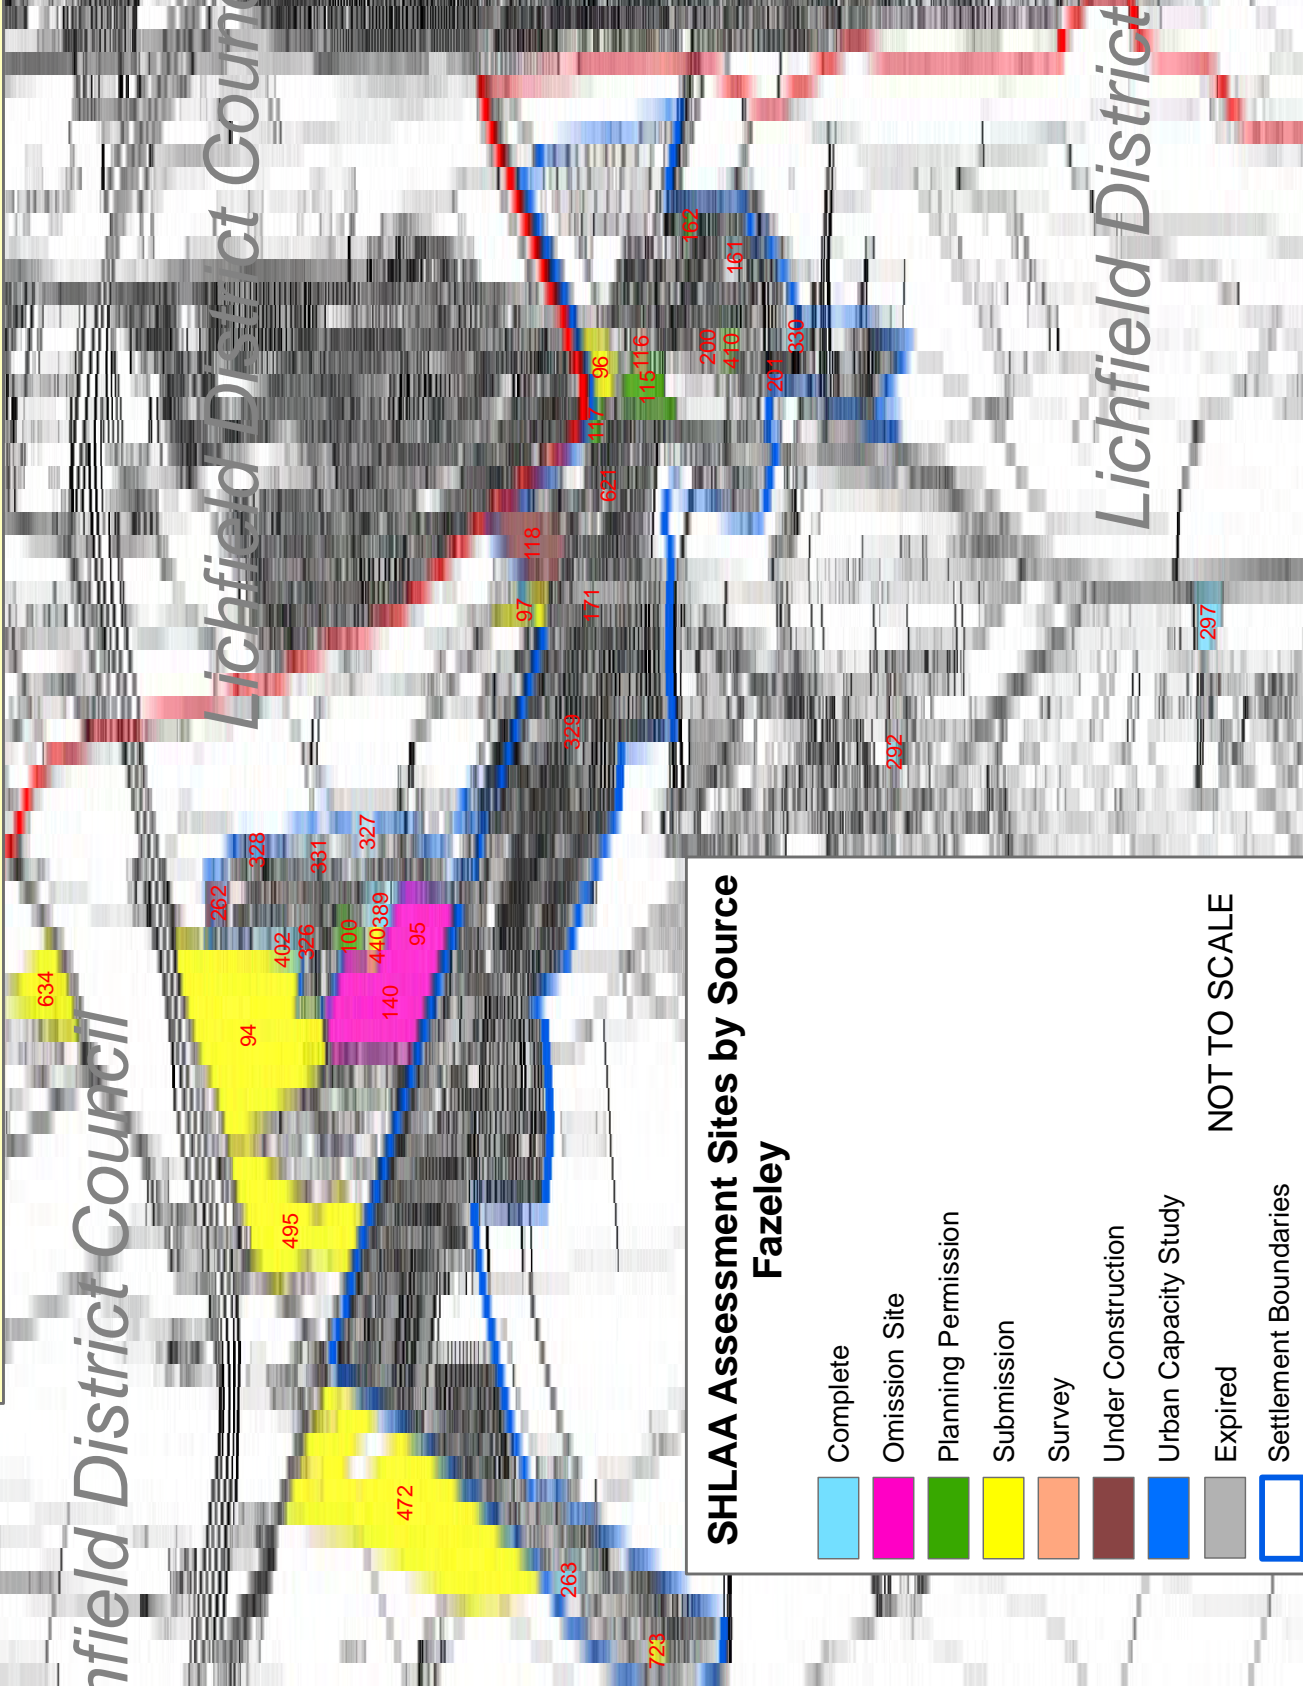 Lichfield District Counc
Lichfield District
nfield District Council
634
94
495
472
263
723
262
328
331
327
402
326
100
389
440
95
140
329
97
171
118
621
117
96
116
115
200
410
201
330
161
162
292
297
SHLAA Assessment Sites by Source
Fazeley
Complete
Omission Site
Planning Permission
Submission
Survey
Under Construction
Urban Capacity Study
Expired
Settlement Boundaries
NOT TO SCALE